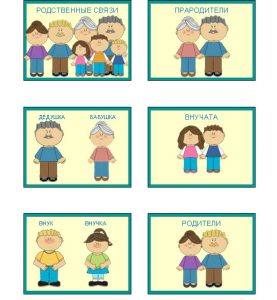 РОДСТВЕННЫЕ СВЯЗИ
ПРАРОДИТЕЛИ
ДЕДУШКА БАБУШКА
ВНУЧАТА
ВНУК ВНУЧКА
РОДИТЕЛИ